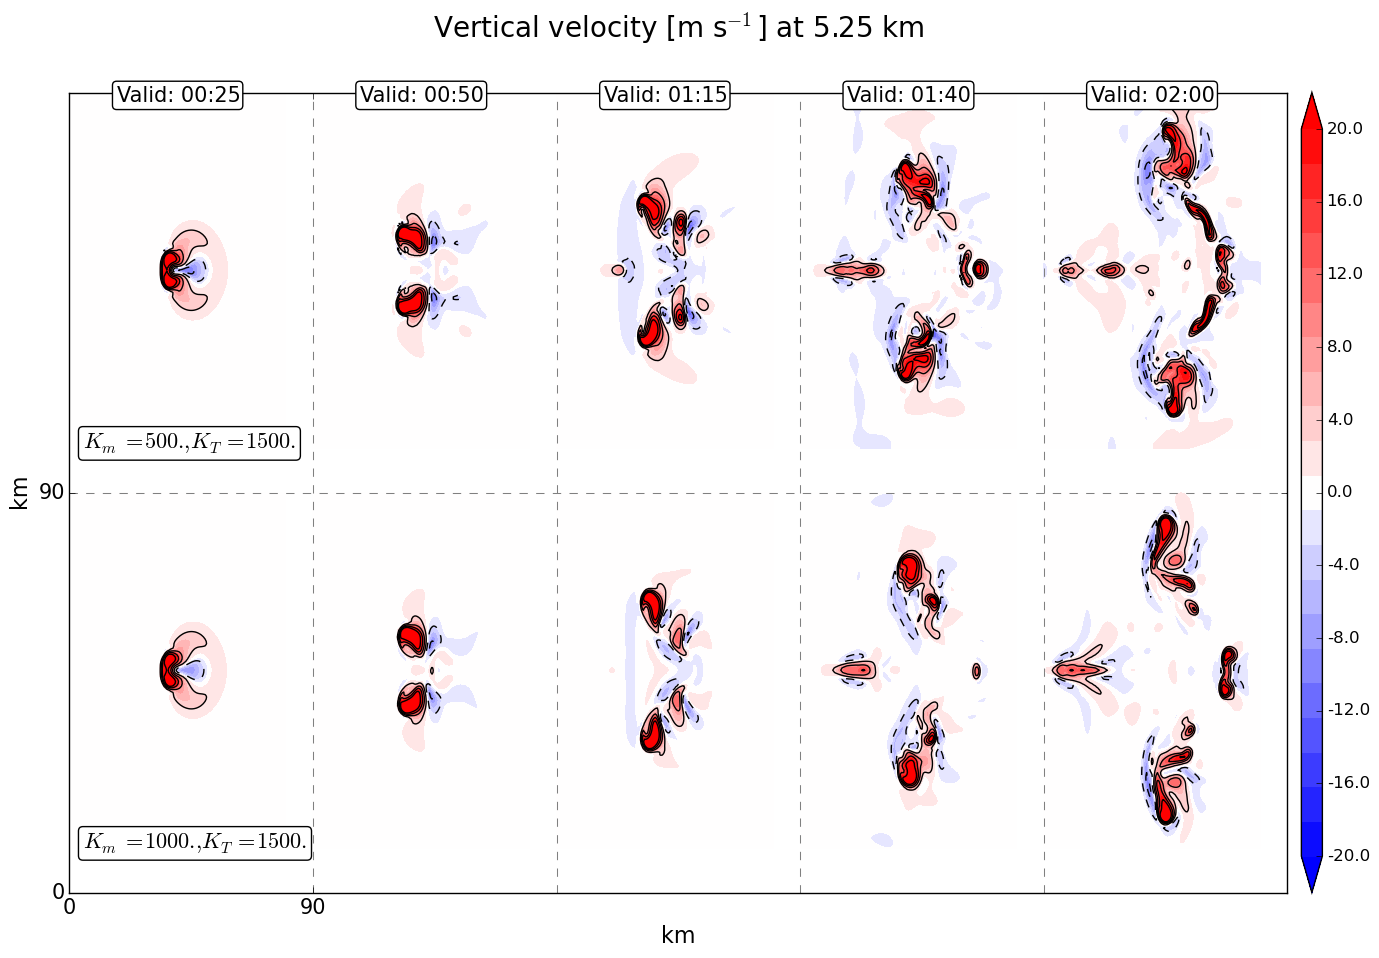 Vertical velocity [m s⁻¹] at 5.25 km
Valid: 00:25
Valid: 00:50
Valid: 01:15
Valid: 01:40
Valid: 02:00
K_m =500.,K_T =1500.
K_m =1000.,K_T =1500.
km
90
0
0
90
km
20.0
16.0
12.0
8.0
4.0
0.0
-4.0
-8.0
-12.0
-16.0
-20.0